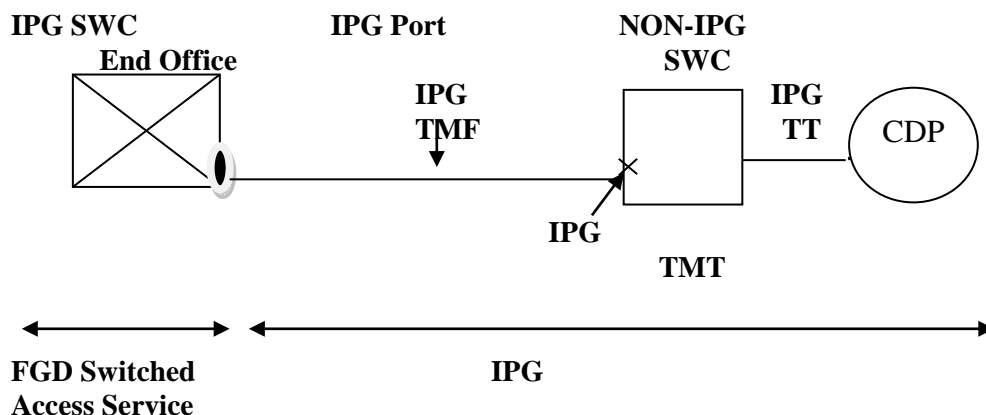 IPG SWC
End Office
IPG Port
NON-IPG
SWC
IPG
TMF
IPG
TT
CDP
IPG
TMT
FGD Switched
Access Service
IPG